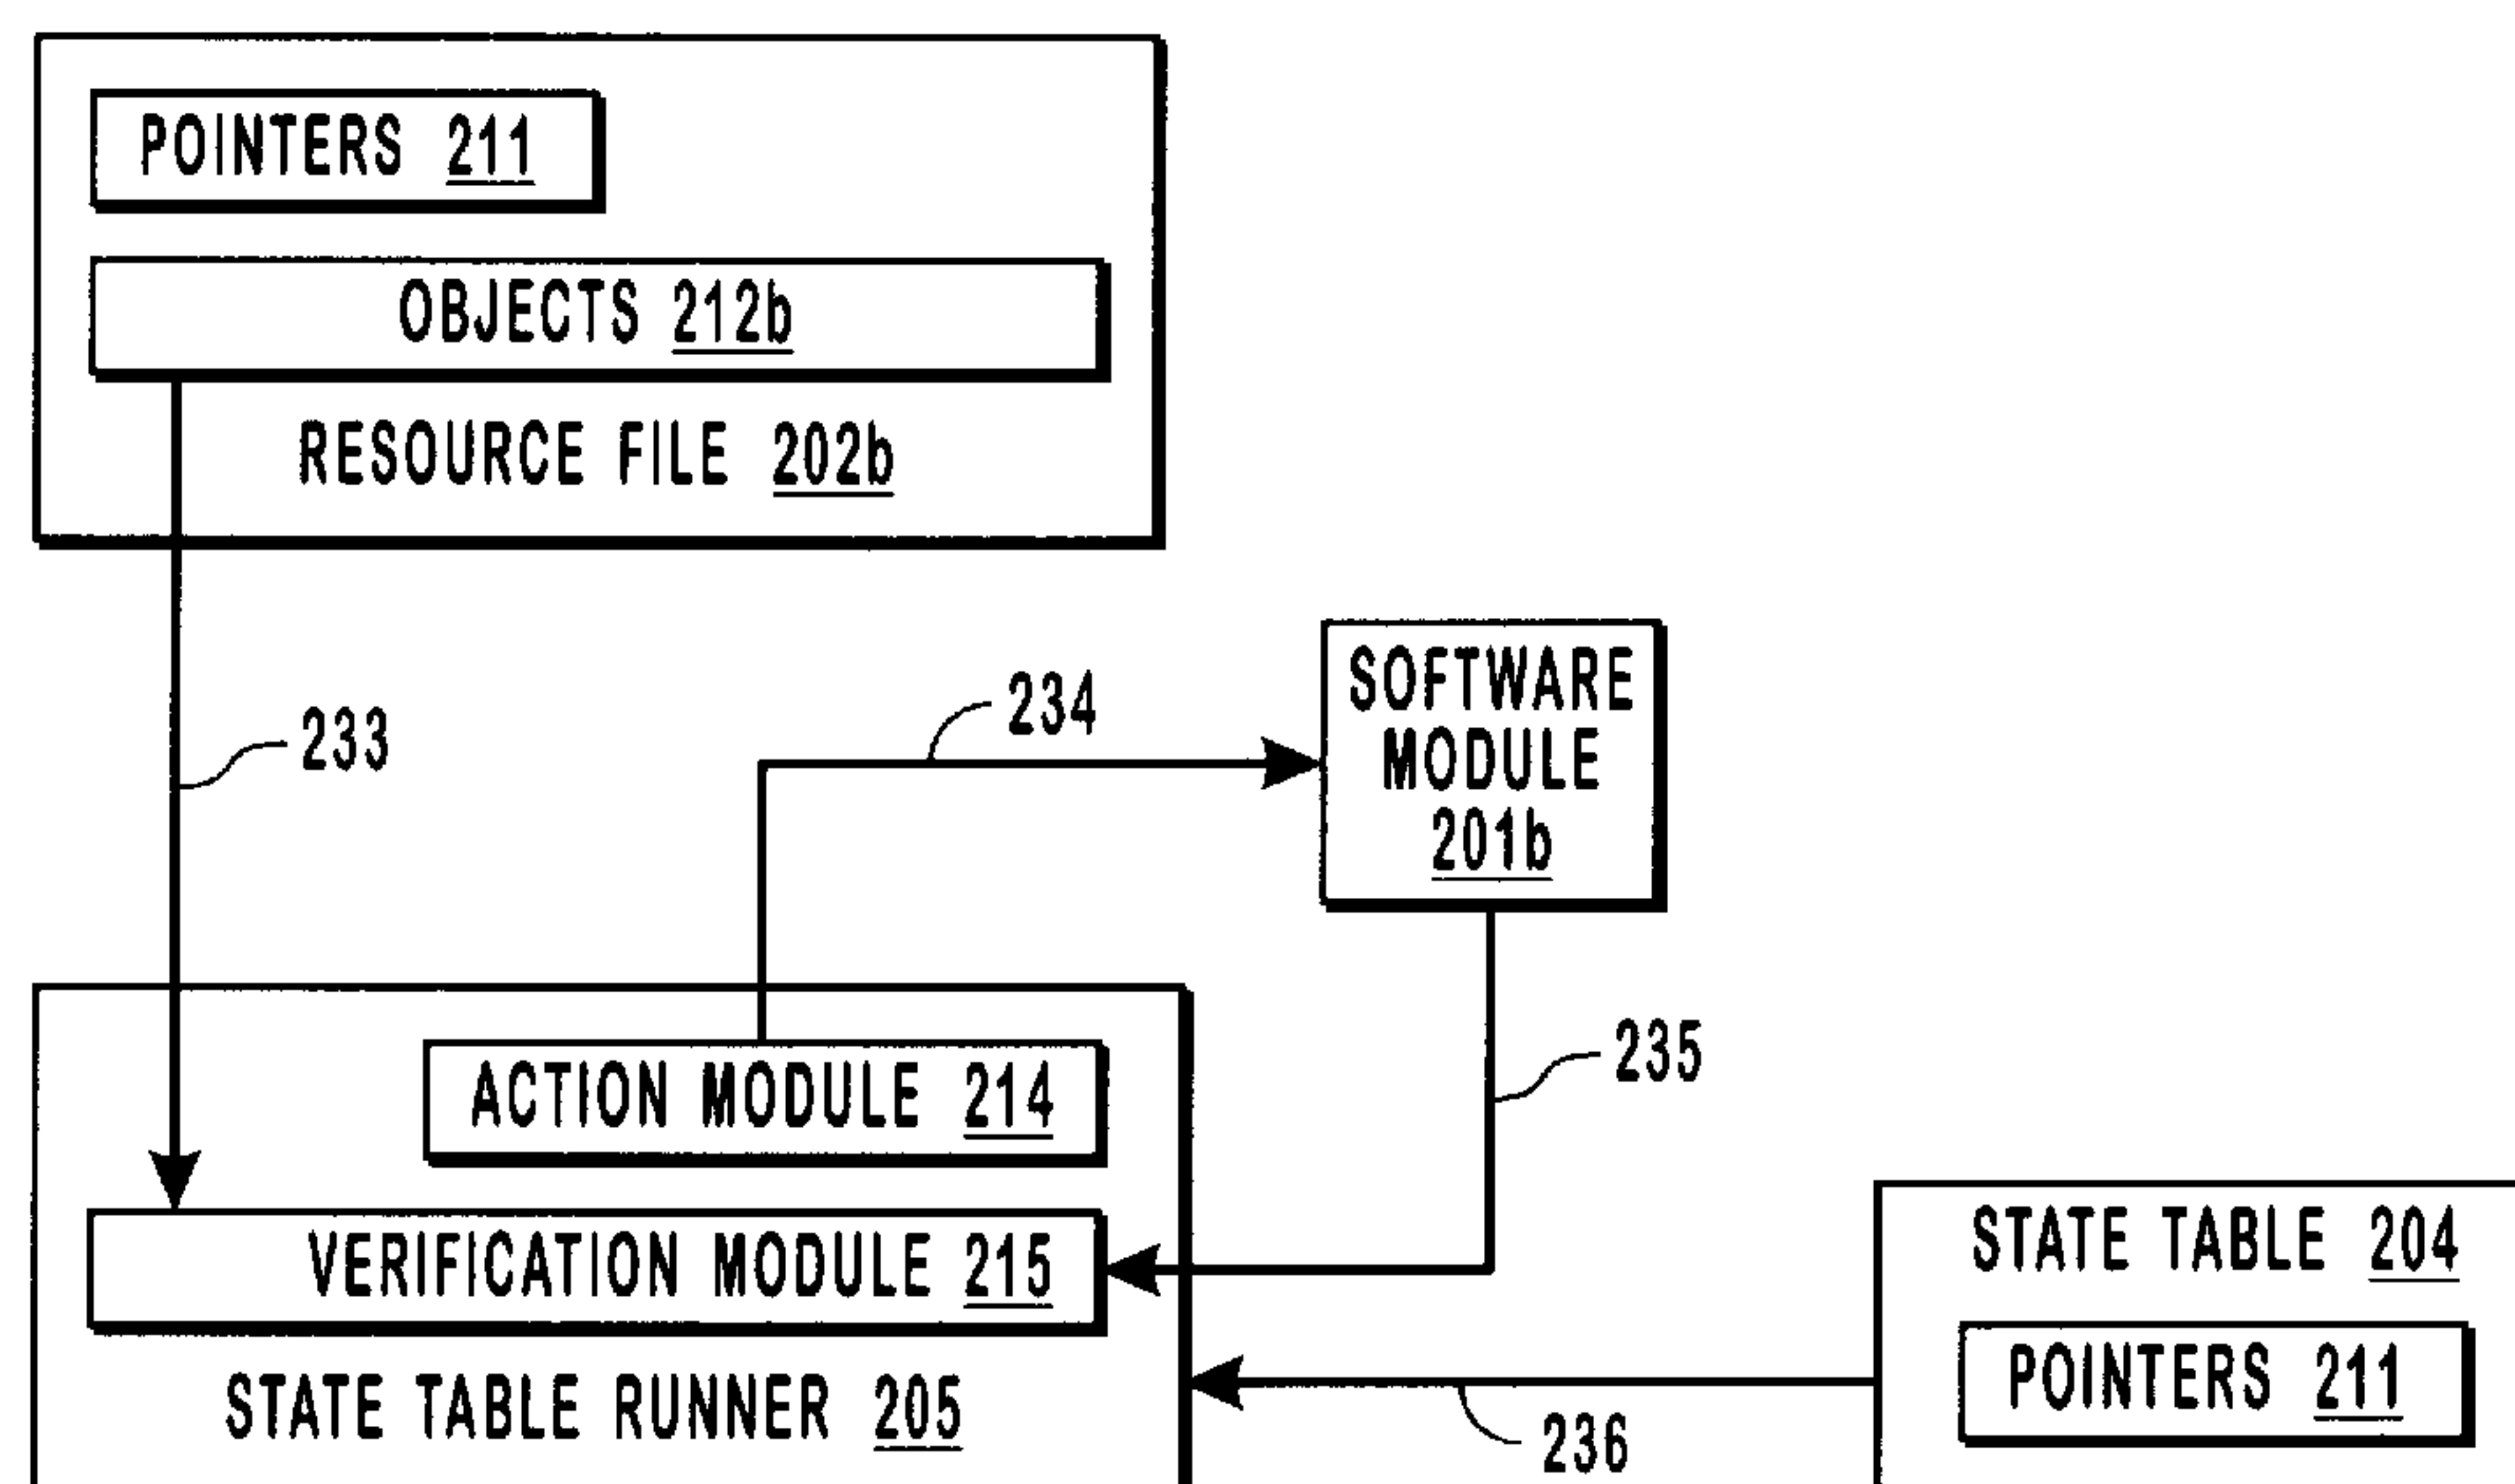 POINTERS 211
OBJECTS 212b
RESOURCE FILE 202b
SOFTWARE
MODULE
201b
234
233
235
ACTION MODULE 214
VERIFICATION MODULE 215
STATE TABLE RUNNER 205
STATE TABLE 204
POINTERS 211
236